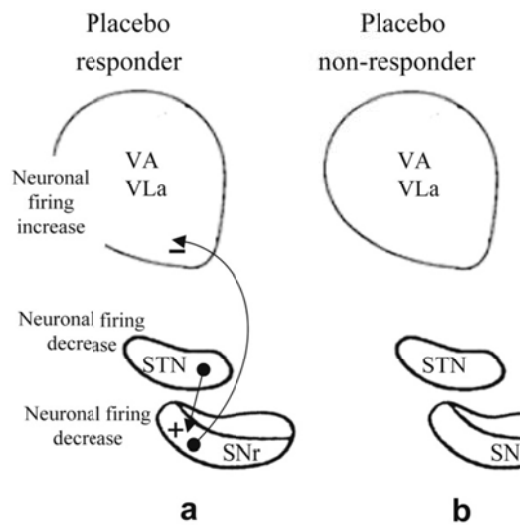 Placebo
responder
Placebo
non-responder
VA
VLa
Neuronal
firing
increase
−
VA
VLa
Neuronal firing
decrease
STN
STN
Neuronal firing
decrease
+
SNr
SN
a
b